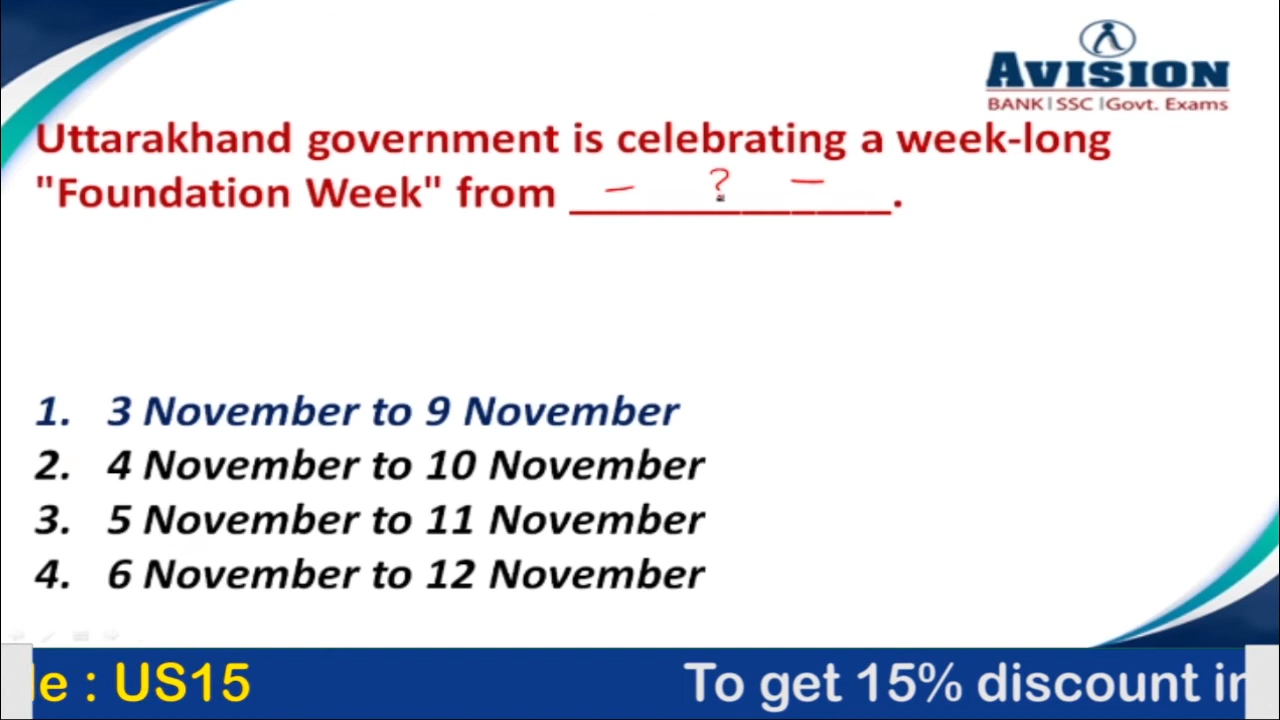 AVISION
BANK | SSC | Govt. Exams
Uttarakhand government is celebrating a week-long
"Foundation Week" from — ? — ____________.
1. 3 November to 9 November
2. 4 November to 10 November
3. 5 November to 11 November
4. 6 November to 12 November
e : US15 To get 15% discount in